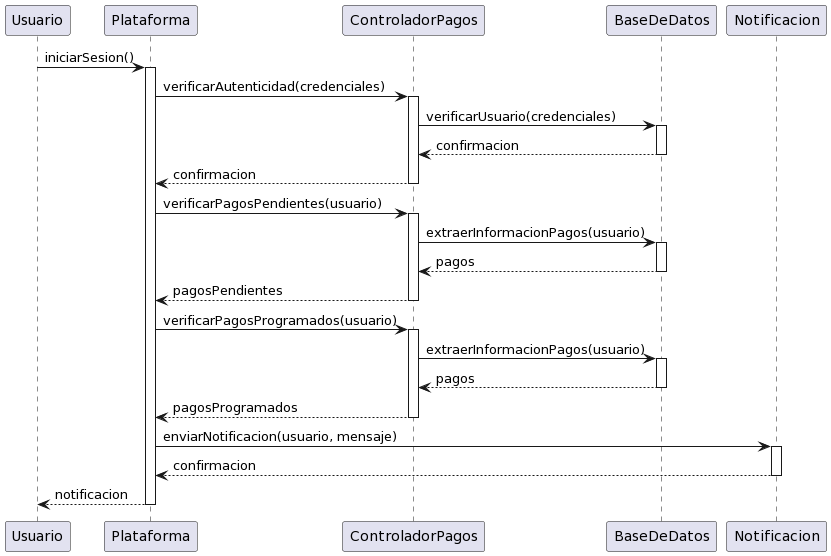 Usuario Plataforma ControladorPagos BaseDeDatos Notificacion
iniciarSesion()
verificarAutenticidad(credenciales)
verificarUsuario(credenciales)
confirmacion
confirmacion
verificarPagosPendientes(usuario)
extraerInformacionPagos(usuario)
pagos
pagosPendientes
verificarPagosProgramados(usuario)
extraerInformacionPagos(usuario)
pagos
pagosProgramados
enviarNotificacion(usuario, mensaje)
confirmacion
notificacion
Usuario Plataforma ControladorPagos BaseDeDatos Notificacion